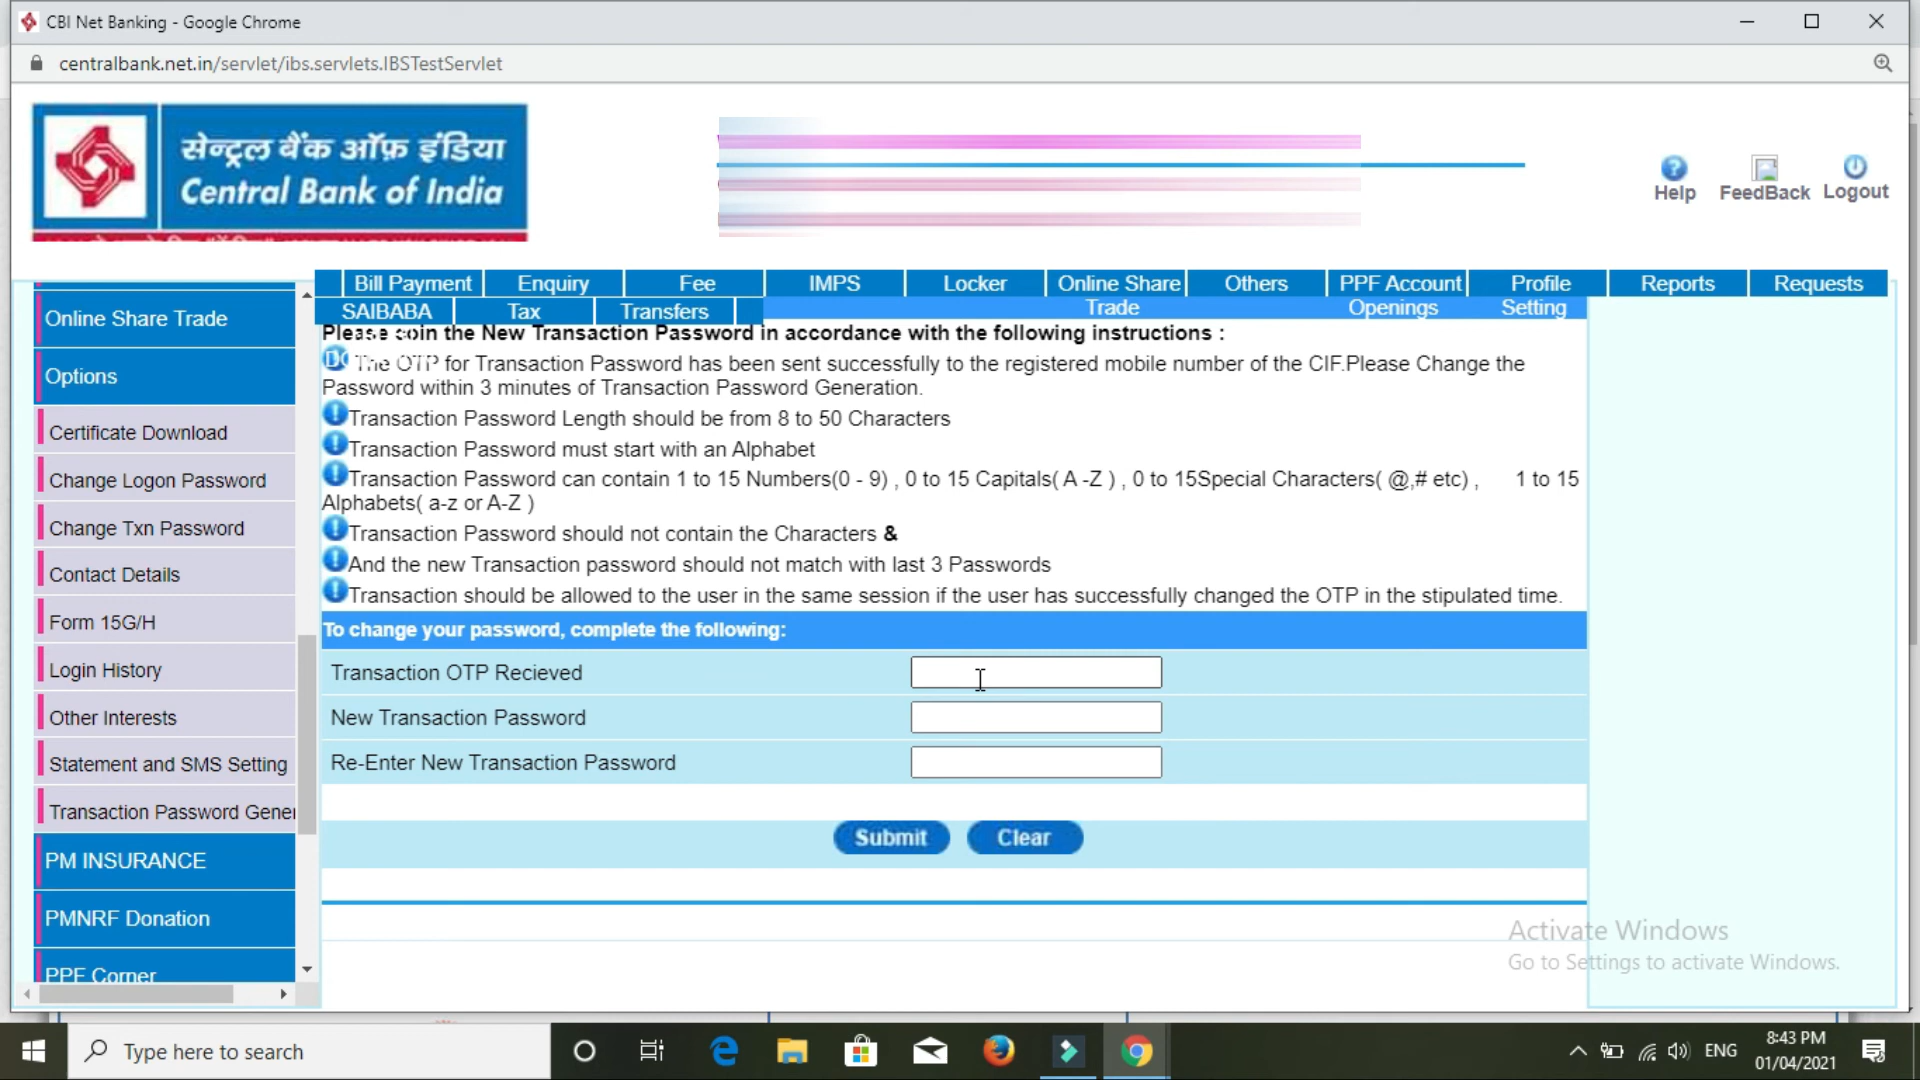 CBI Net Banking - Google Chrome
centralbank.net.in/servlet/ibs.servlets.IBSTestServlet
सेन्ट्रल बैंक ऑफ़ इंडिया
Central Bank of India
Help
FeedBack
Logout
Bill Payment
Enquiry
Fee
IMPS
Locker
Online Share
Trade
Others
PPF Account
Openings
Profile
Setting
Reports
Requests
SAIBABA
Tax
Transfers
Online Share Trade
Options
Certificate Download
Change Logon Password
Change Txn Password
Contact Details
Form 15G/H
Login History
Other Interests
Statement and SMS Setting
Transaction Password Gener
PM INSURANCE
PMNRF Donation
PPF Corner
Please coin the New Transaction Password in accordance with the following instructions :
The OTP for Transaction Password has been sent successfully to the registered mobile number of the CIF.Please Change the
Password within 3 minutes of Transaction Password Generation.
Transaction Password Length should be from 8 to 50 Characters
Transaction Password must start with an Alphabet
Transaction Password can contain 1 to 15 Numbers(0 - 9) , 0 to 15 Capitals( A -Z ) , 0 to 15Special Characters( @,# etc) , 1 to 15
Alphabets( a-z or A-Z )
Transaction Password should not contain the Characters &
And the new Transaction password should not match with last 3 Passwords
Transaction should be allowed to the user in the same session if the user has successfully changed the OTP in the stipulated time.
To change your password, complete the following:
Transaction OTP Recieved
New Transaction Password
Re-Enter New Transaction Password
Submit
Clear
Activate Windows
Go to Settings to activate Windows.
Type here to search
ENG
8:43 PM
01/04/2021